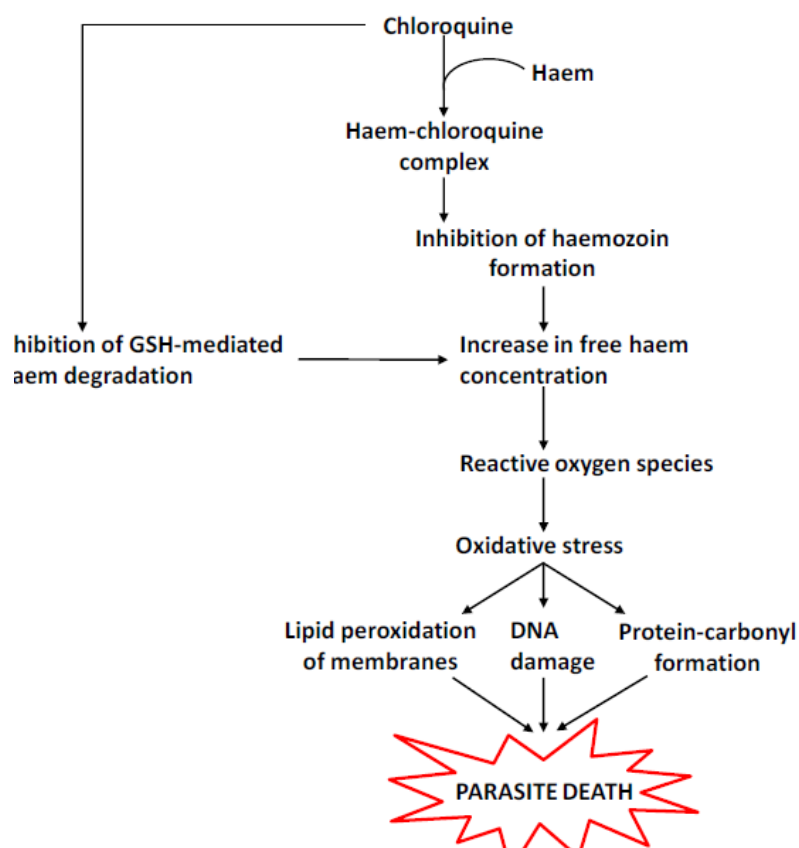 Chloroquine
Haem
Haem-chloroquine
complex
Inhibition of haemozoin
formation
hibition of GSH-mediated
aem degradation
Increase in free haem
concentration
Reactive oxygen species
Oxidative stress
Lipid peroxidation
of membranes
DNA
damage
Protein-carbonyl
formation
PARASITE DEATH